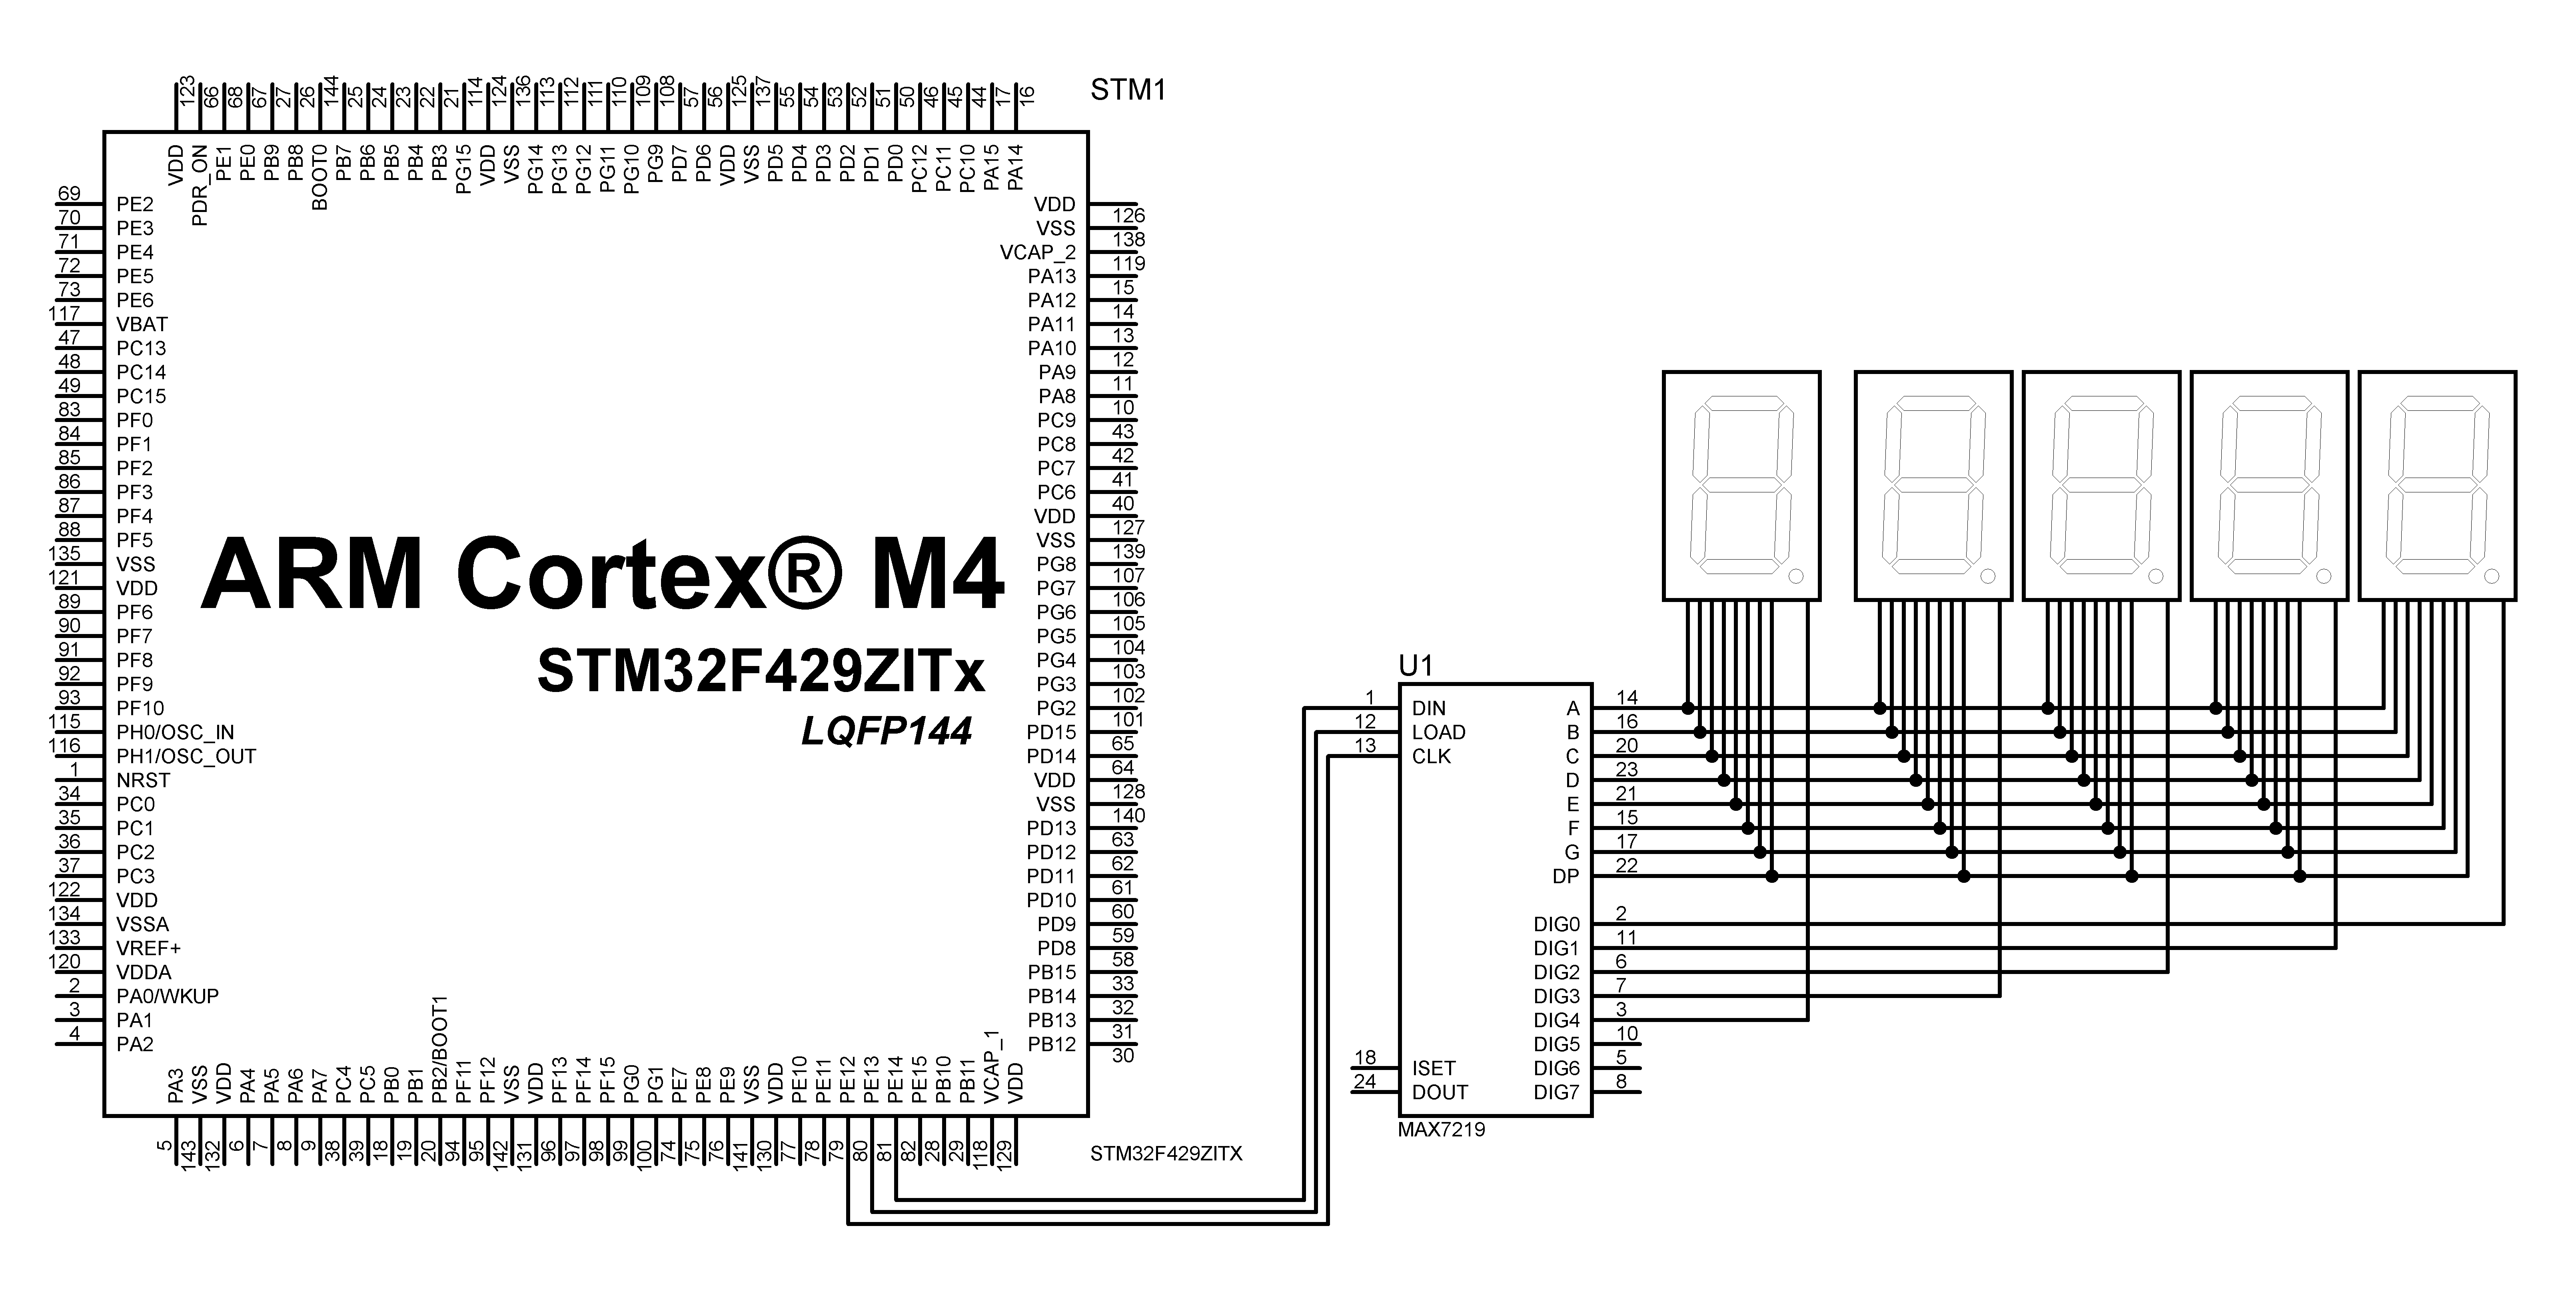 STM1
123 66 68 67 27 26 144 25 24 23 22 21 114 124 136 113 112 111 110 109 108 57 56 125 137 55 54 53 52 51 50 46 45 44 17 16
VDD PDR_ON PE1 PE0 PB9 PB8 BOOT0 PB7 PB6 PB5 PB4 PB3 PG15 VDD VSS PG14 PG13 PG12 PG11 PG10 PG9 PD7 PD6 VDD VSS PD5 PD4 PD3 PD2 PD1 PD0 PC12 PC11 PC10 PA15 PA14
69 PE2
70 PE3
71 PE4
72 PE5
73 PE6
117 VBAT
47 PC13
48 PC14
49 PC15
83 PF0
84 PF1
85 PF2
86 PF3
87 PF4
88 PF5
135 VSS
121 VDD
89 PF6
90 PF7
91 PF8
92 PF9
93 PF10
115 PH0/OSC_IN
116 PH1/OSC_OUT
1 NRST
34 PC0
35 PC1
36 PC2
37 PC3
122 VDD
134 VSSA
133 VREF+
120 VDDA
2 PA0/WKUP
3 PA1
4 PA2
ARM Cortex® M4
STM32F429ZITx
LQFP144
VDD 126
VSS 138
VCAP_2 119
PA13 15
PA12 14
PA11 13
PA10 12
PA9 11
PA8 10
PC9 43
PC8 42
PC7 41
PC6 40
VDD 127
VSS 139
PG8 107
PG7 106
PG6 105
PG5 104
PG4 103
PG3 102
PG2 101
PD15 65
PD14 64
VDD 128
VSS 140
PD13 63
PD12 62
PD11 61
PD10 60
PD9 59
PD8 58
PB15 33
PB14 32
PB13 31
PB12 30
PA3 VSS VDD PA4 PA5 PA6 PA7 PC4 PC5 PB0 PB1 PB2/BOOT1 PF11 PF12 VSS VDD PF13 PF14 PF15 PG0 PG1 PE7 PE8 PE9 VSS VDD PE10 PE11 PE12 PE13 PE14 PE15 PB10 PB11 VCAP_1 VDD
5 143 132 6 7 8 9 38 39 18 19 20 94 95 142 131 96 97 98 99 100 74 75 76 141 130 77 78 79 80 81 82 28 29 118 129
STM32F429ZITX
U1
1 DIN
12 LOAD
13 CLK
18 ISET
24 DOUT
A 14
B 16
C 20
D 23
E 21
F 15
G 17
DP 22
DIG0 2
DIG1 11
DIG2 6
DIG3 7
DIG4 3
DIG5 10
DIG6 5
DIG7 8
MAX7219